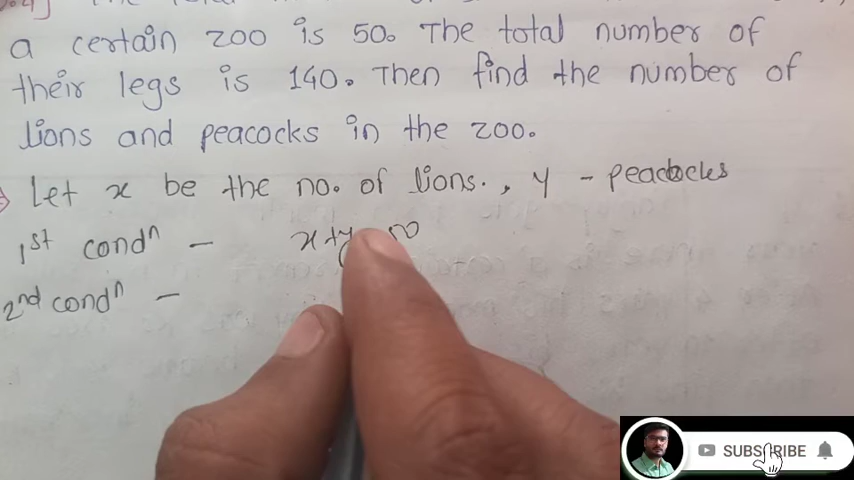 a certain zoo is 50. The total number of
their legs is 140. Then find the number of
lions and peacocks in the zoo.
Let x be the no. of lions., y - peacocks
1st condn - x+y
2nd condn -
SUBSCRIBE